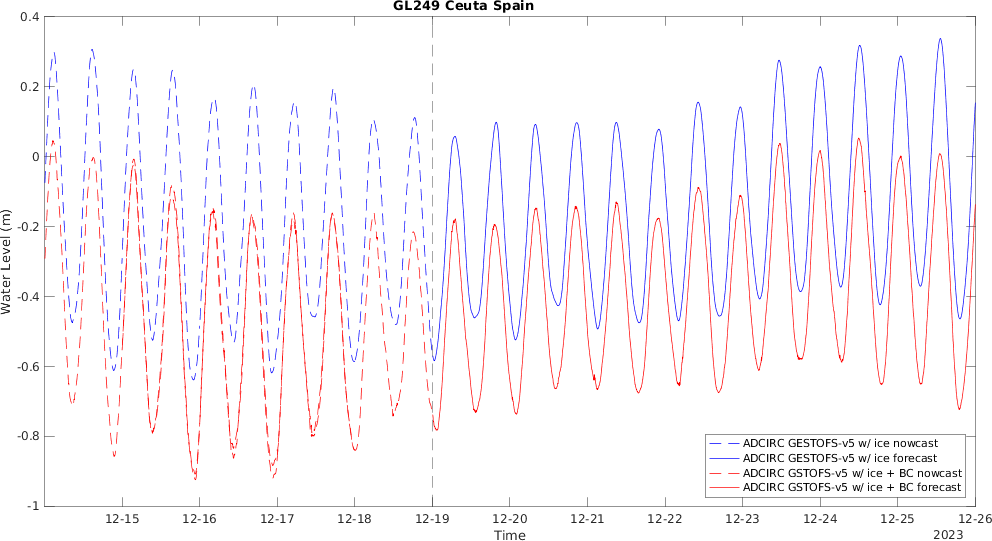 GL249 Ceuta Spain
0.4
0.2
0
-0.2
-0.4
-0.6
-0.8
-1
Water Level (m)
ADCIRC GESTOFS-v5 w/ ice nowcast
ADCIRC GESTOFS-v5 w/ ice forecast
ADCIRC GSTOFS-v5 w/ ice + BC nowcast
ADCIRC GSTOFS-v5 w/ ice + BC forecast
12-15 12-16 12-17 12-18 12-19 12-20 12-21 12-22 12-23 12-24 12-25 12-26
Time
2023